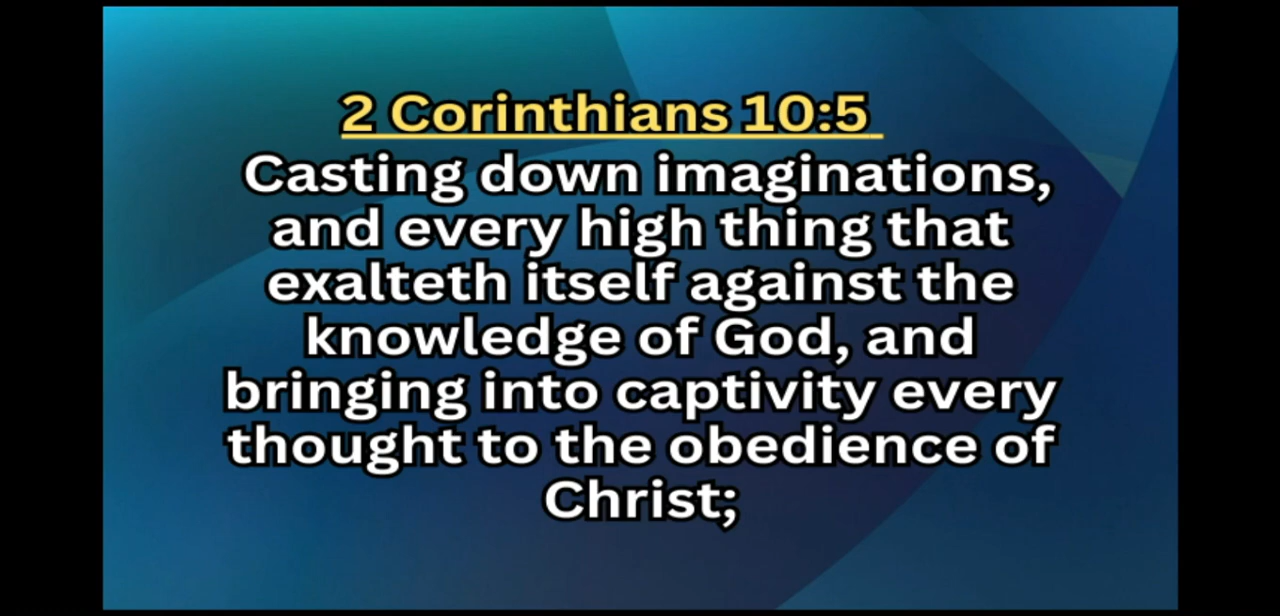 2 Corinthians 10:5
Casting down imaginations,
and every high thing that
exalteth itself against the
knowledge of God, and
bringing into captivity every
thought to the obedience of
Christ;